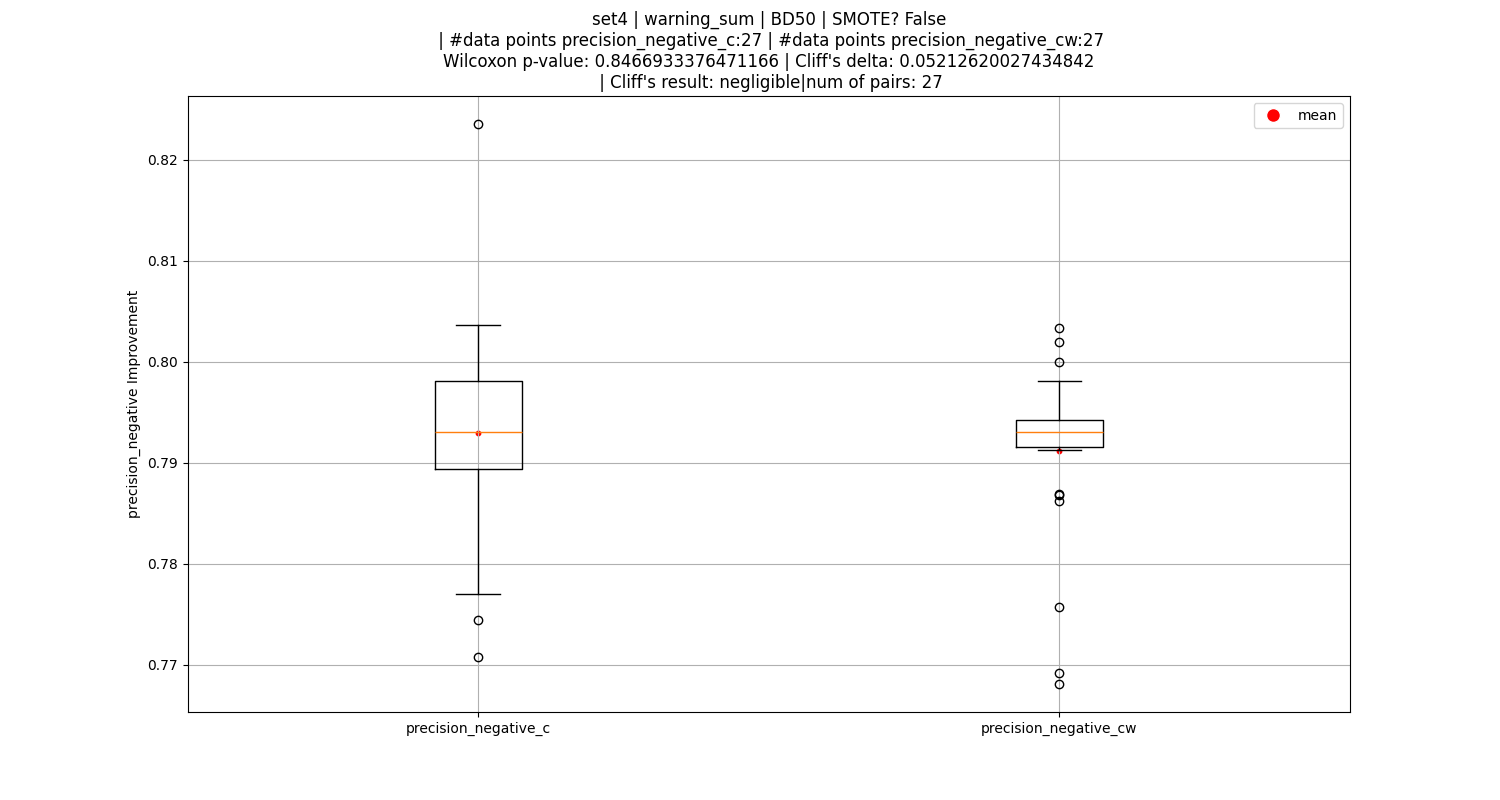 set4 | warning_sum | BD50 | SMOTE? False
| #data points precision_negative_c:27 | #data points precision_negative_cw:27
Wilcoxon p-value: 0.8466933376471166 | Cliff's delta: 0.05212620027434842
| Cliff's result: negligible|num of pairs: 27
mean
0.82
0.81
0.80
0.79
0.78
0.77
precision_negative Improvement
precision_negative_c
precision_negative_cw